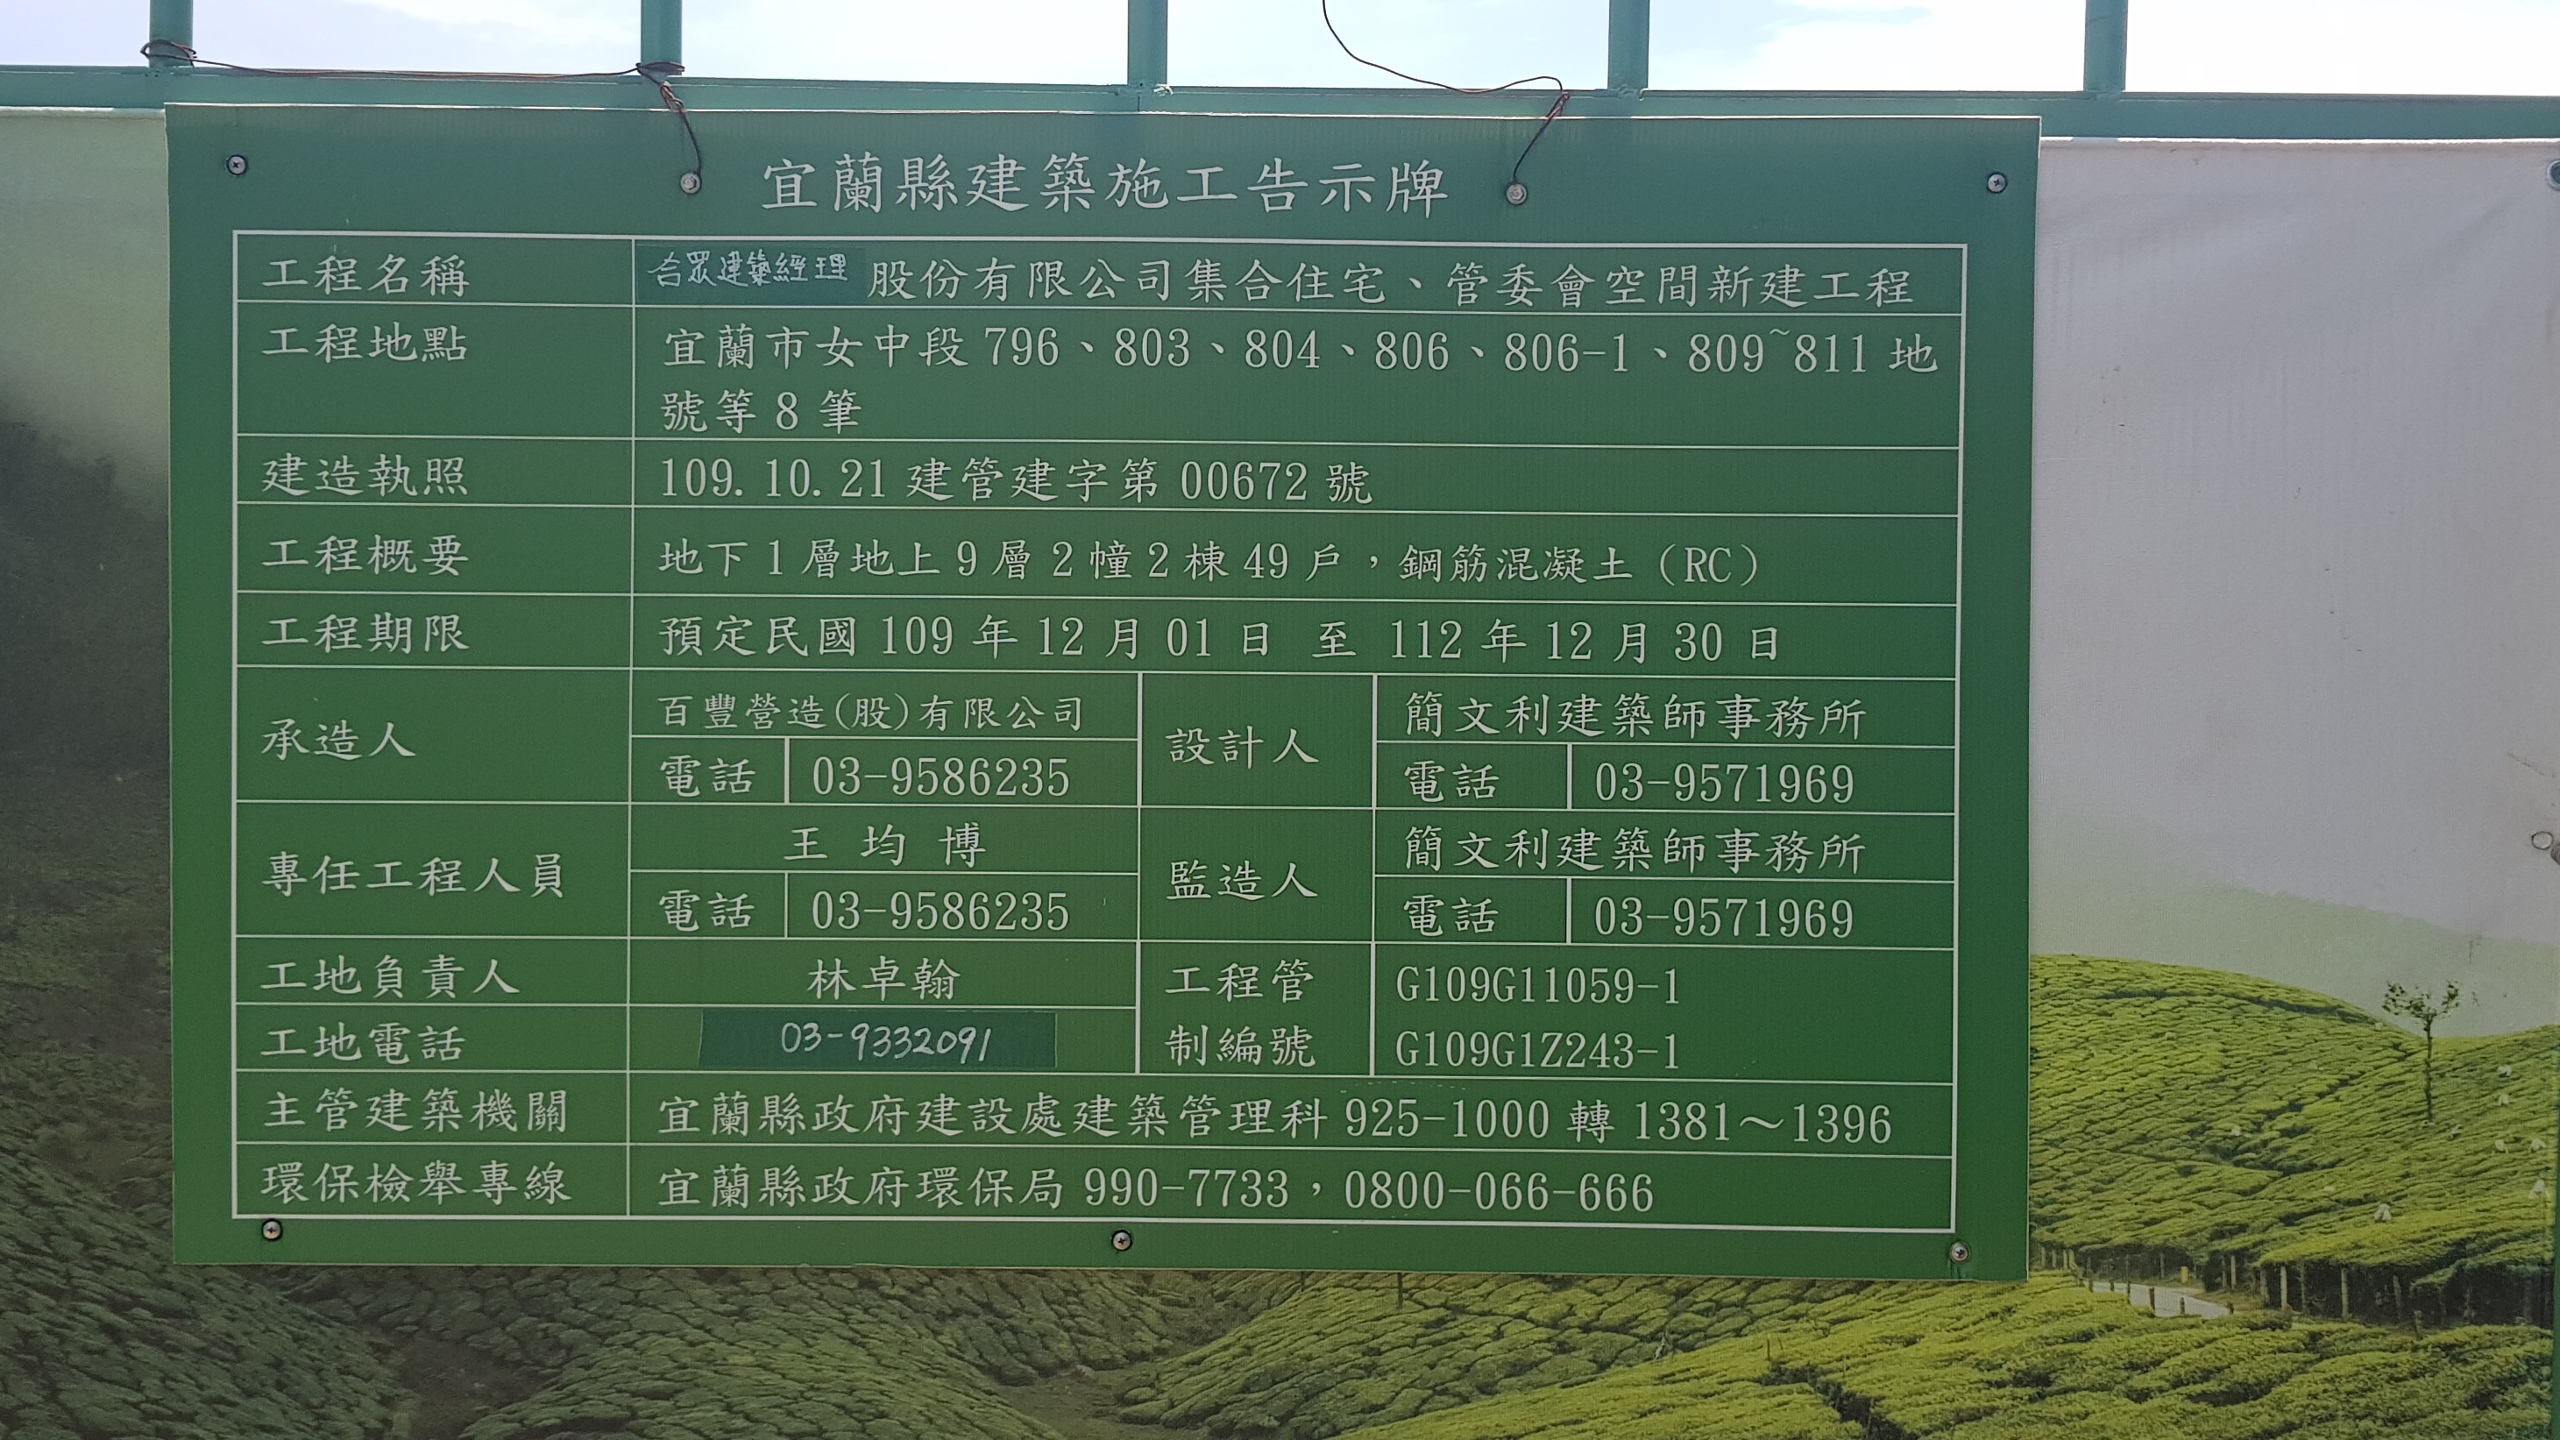 宜蘭縣建築施工告示牌
工程名稱 合眾建築經理股份有限公司集合住宅、管委會空間新建工程
工程地點 宜蘭市女中段796、803、804、806、806-1、809~811地
號等8筆
建造執照 109.10.21建管建字第00672號
工程概要 地下1層地上9層2幢2棟49戶，鋼筋混凝土（RC）
工程期限 預定民國109年12月01日 至 112年12月30日
承造人 百豐營造(股)有限公司
電話 03-9586235
設計人 簡文利建築師事務所
電話 03-9571969
專任工程人員 王均博
電話 03-9586235
監造人 簡文利建築師事務所
電話 03-9571969
工地負責人 林卓翰
工地電話 03-9332091
工程管
制編號
G109G11059-1
G109G1Z243-1
主管建築機關 宜蘭縣政府建設處建築管理科925-1000轉1381～1396
環保檢舉專線 宜蘭縣政府環保局990-7733，0800-066-666